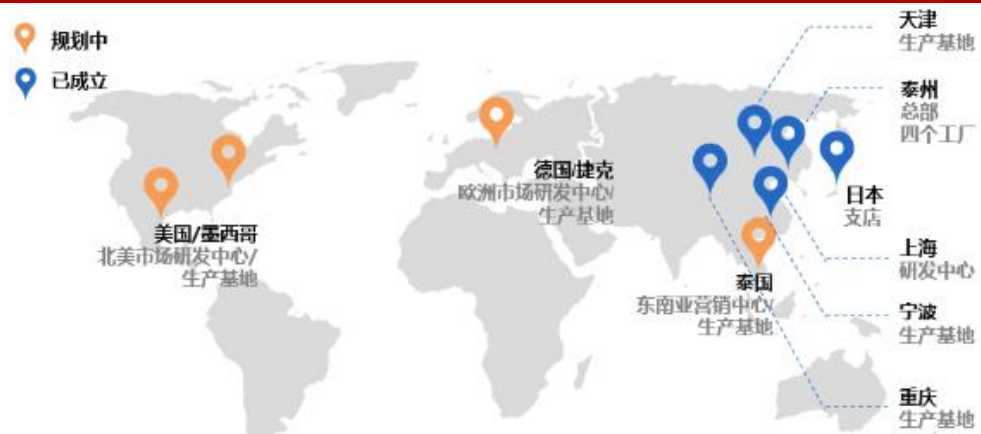 规划中
已成立
天津
生产基地
泰州
总部
四个工厂
德国/捷克
欧洲市场研发中心/
生产基地
日本
支店
美国/墨西哥
北美市场研发中心/
生产基地
上海
研发中心
泰国
东南亚营销中心/
生产基地
宁波
生产基地
重庆
生产基地